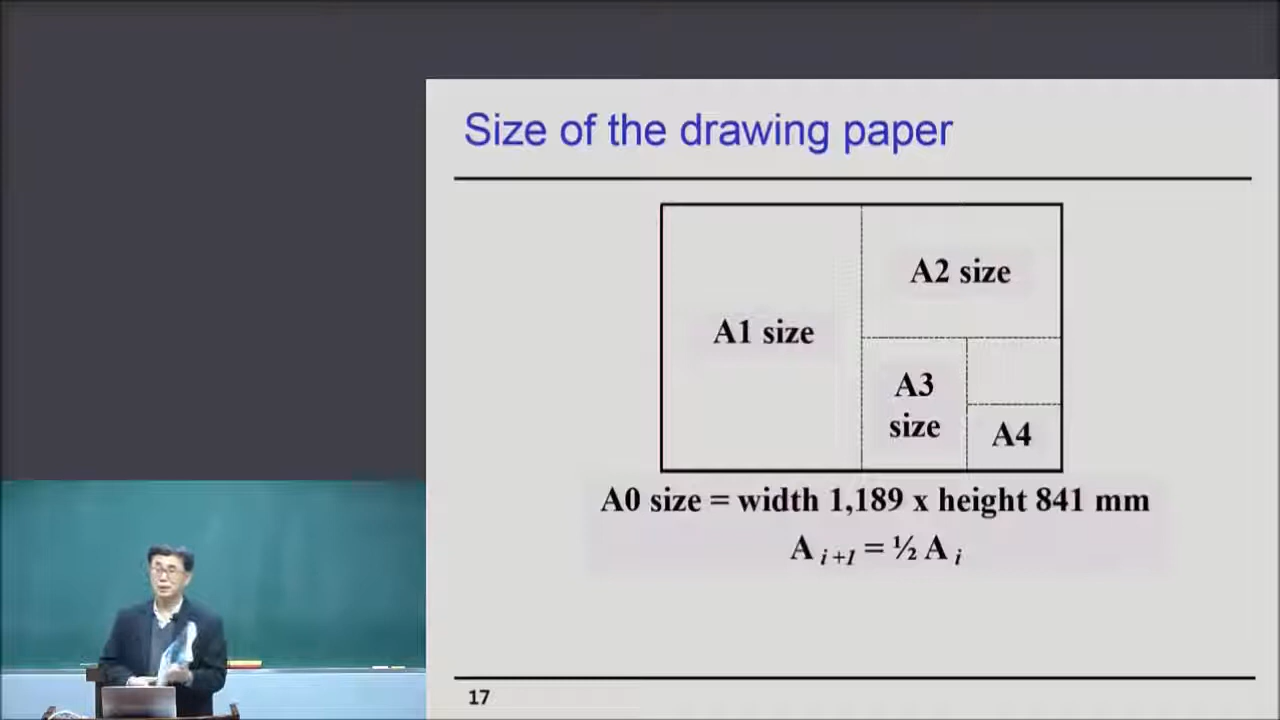 Size of the drawing paper
A1 size
A2 size
A3
size
A4
A0 size = width 1,189 x height 841 mm
A i+1 = ½ A i
17